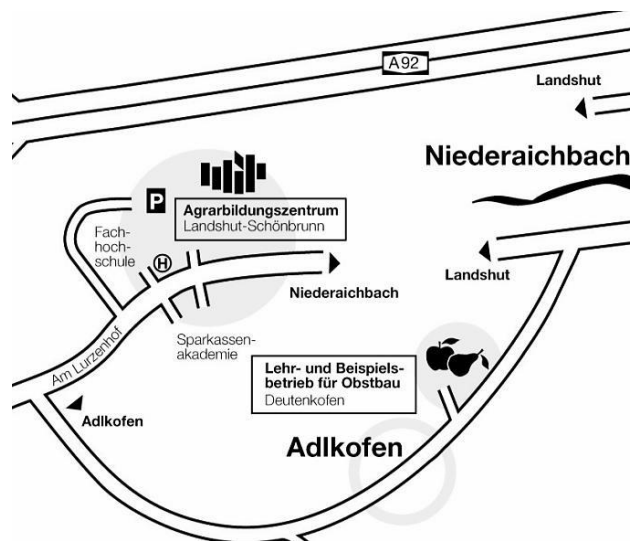 A92
Landshut
Niederaichbach
P
Agrarbildungszentrum
Landshut-Schönbrunn
Fach-
hoch-
schule
H
Landshut
Niederaichbach
Sparkassen-
akademie
Am Lurzenhof
Lehr- und Beispiels-
betrieb für Obstbau
Deutenkofen
Adlkofen
Adlkofen